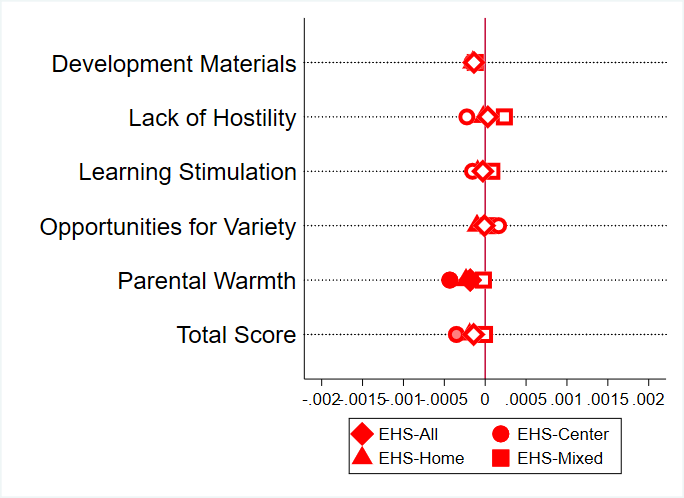 Development Materials
Lack of Hostility
Learning Stimulation
Opportunities for Variety
Parental Warmth
Total Score
-.002 -.0015 -.001 -.0005 0 .0005 .001 .0015 .002
EHS-All EHS-Center
EHS-Home EHS-Mixed